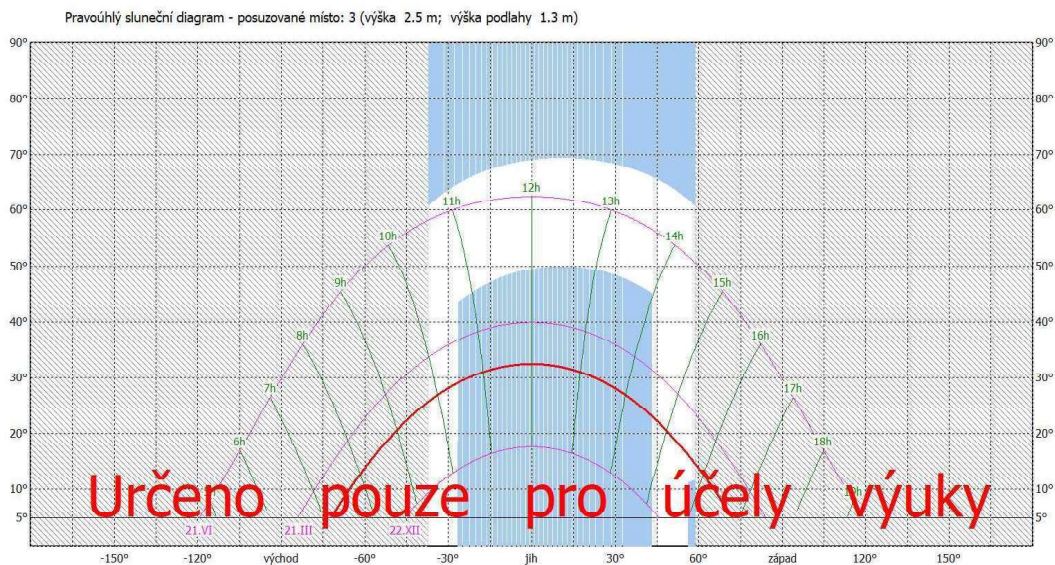 Pravoúhlý sluneční diagram - posuzované místo: 3 (výška 2.5 m; výška podlahy 1.3 m)
90° 90°
80° 80°
70° 70°
12h
60° 11h 13h 60°
10h 14h
50° 50°
9h 15h
40° 40°
8h 16h
30° 30°
7h 17h
20° 20°
6h 18h
10° 10°
Určeno pouze pro účely výuky
19h
5° 5°
21.VI 21.III 22.XII
-150° -120° východ -60° -30° jih 30° 60° západ 120° 150°